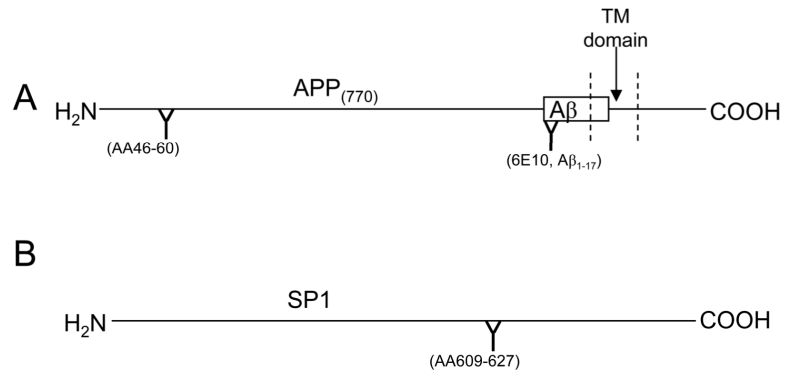 TM
domain
A
H₂N
APP₍₇₇₀₎
Aβ
COOH
(AA46-60)
(6E10, Aβ₁₋₁₇)
B
SP1
H₂N
COOH
(AA609-627)